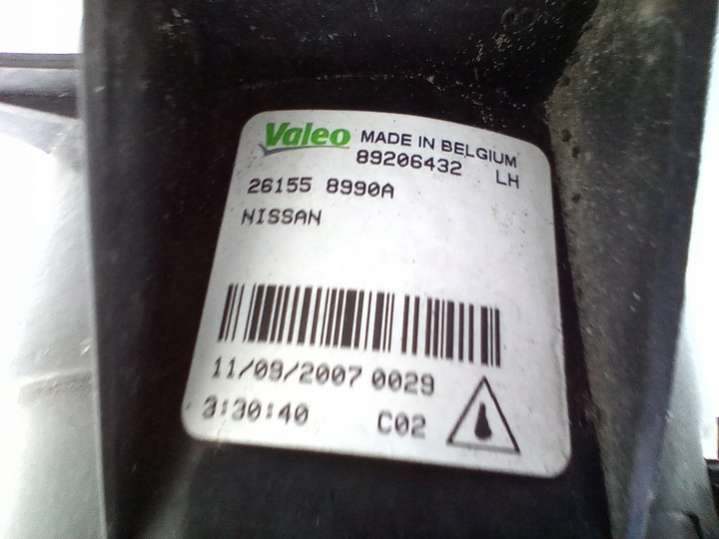 Valeo MADE IN BELGIUM
89206432 LH
26155 8990A
NISSAN
11/09/2007 0029
3:30:40 C02